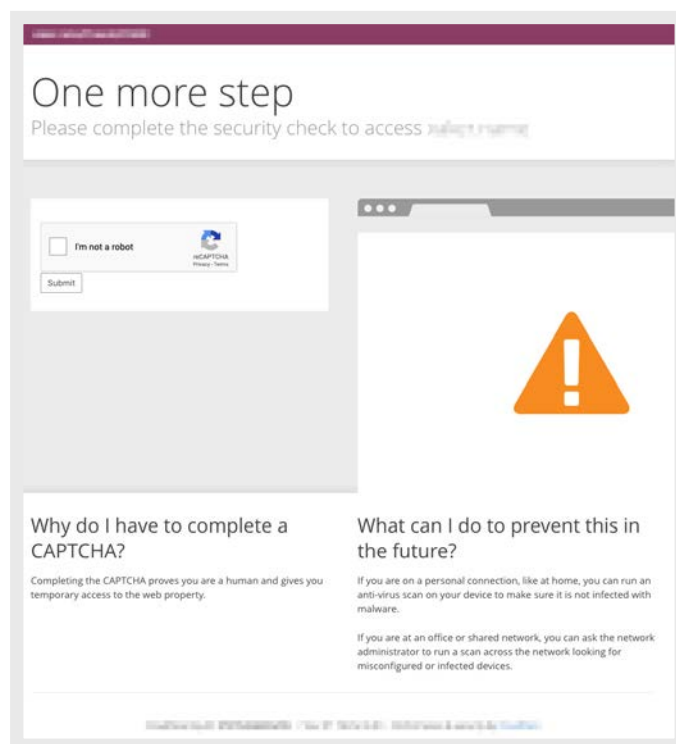 One more step
Please complete the security check to access
I'm not a robot
reCAPTCHA
Privacy - Terms
Submit
Why do I have to complete a
CAPTCHA?
Completing the CAPTCHA proves you are a human and gives you
temporary access to the web property.
What can I do to prevent this in
the future?
If you are on a personal connection, like at home, you can run an
anti-virus scan on your device to make sure it is not infected with
malware.
If you are at an office or shared network, you can ask the network
administrator to run a scan across the network looking for
misconfigured or infected devices.